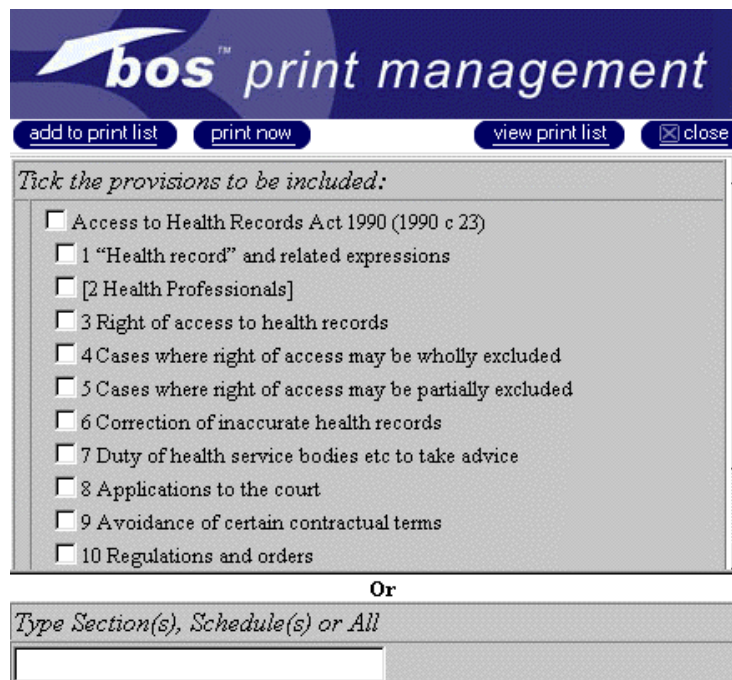 bos™ print management
add to print list print now view print list close
Tick the provisions to be included:
Access to Health Records Act 1990 (1990 c 23)
1 “Health record” and related expressions
[2 Health Professionals]
3 Right of access to health records
4 Cases where right of access may be wholly excluded
5 Cases where right of access may be partially excluded
6 Correction of inaccurate health records
7 Duty of health service bodies etc to take advice
8 Applications to the court
9 Avoidance of certain contractual terms
10 Regulations and orders
Or
Type Section(s), Schedule(s) or All